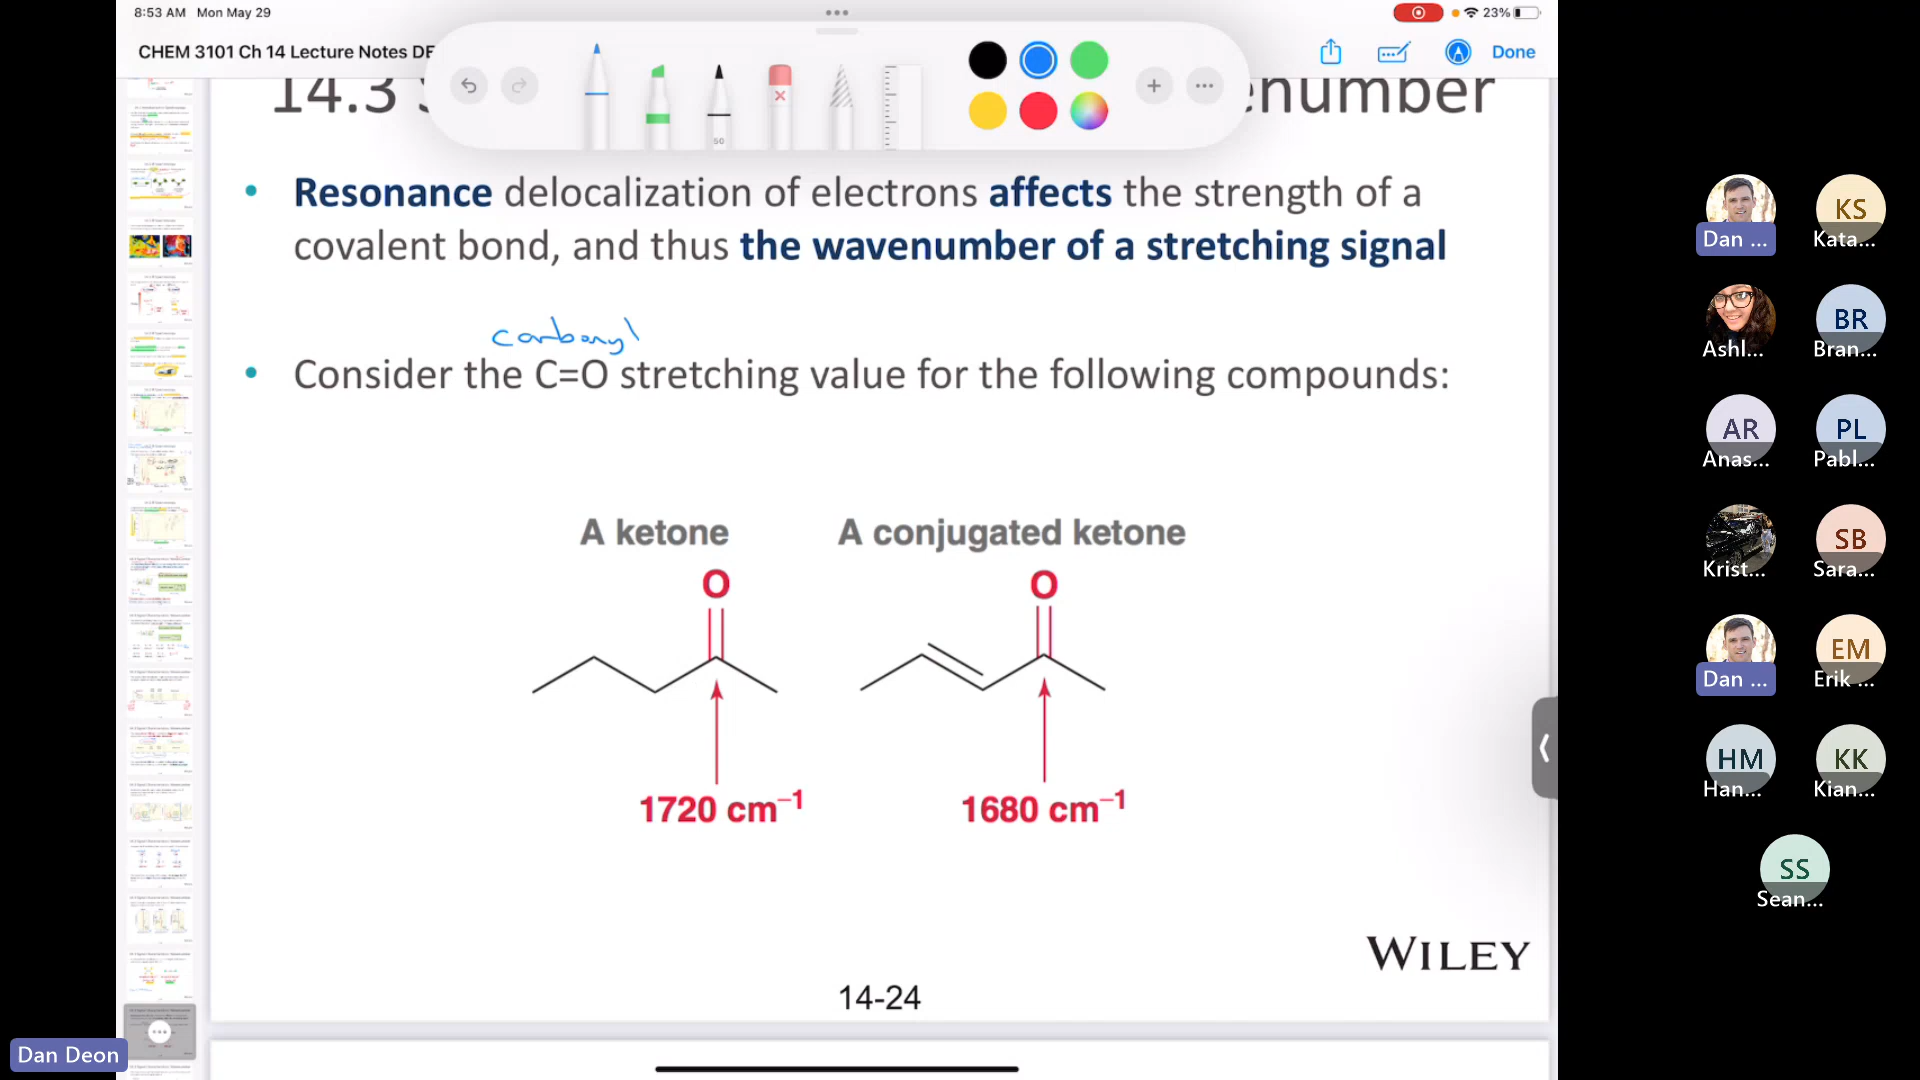 8:53 AM Mon May 29
23%
CHEM 3101 Ch 14 Lecture Notes DE
Done
50
14.3
enumber
• Resonance delocalization of electrons affects the strength of a
covalent bond, and thus the wavenumber of a stretching signal
carbonyl
• Consider the C=O stretching value for the following compounds:
A ketone
A conjugated ketone
O
O
1720 cm⁻¹
1680 cm⁻¹
WILEY
14-24
Dan Deon
Dan ...
KS
Kata...
Ashl...
BR
Bran...
AR
Anas...
PL
Pabl...
Krist...
SB
Sara...
Dan ...
EM
Erik ...
HM
Han...
KK
Kian...
SS
Sean...